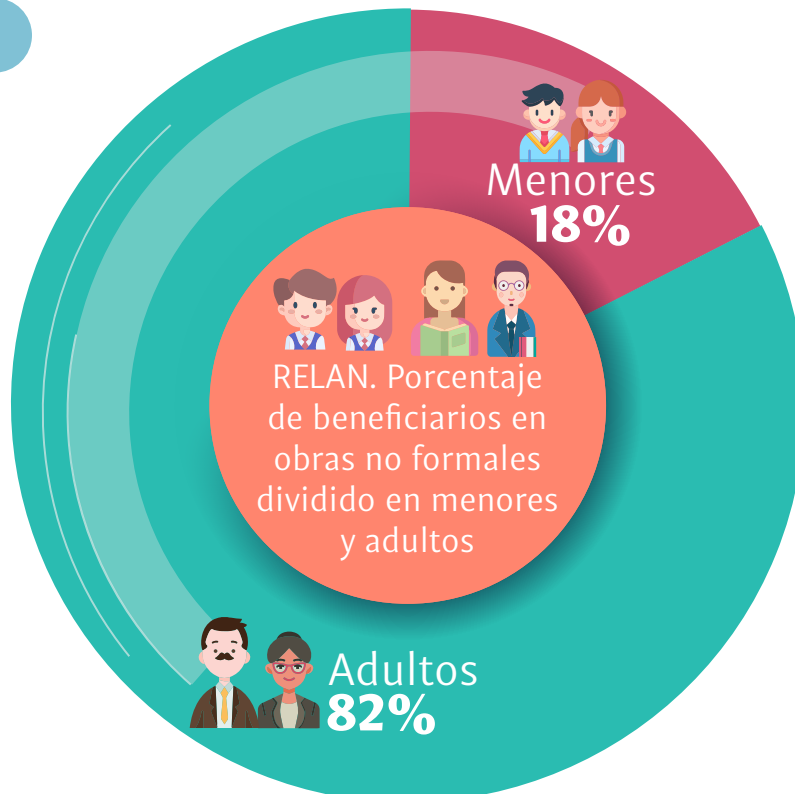 Menores
18%
RELAN. Porcentaje
de beneficiarios en
obras no formales
dividido en menores
y adultos
Adultos
82%